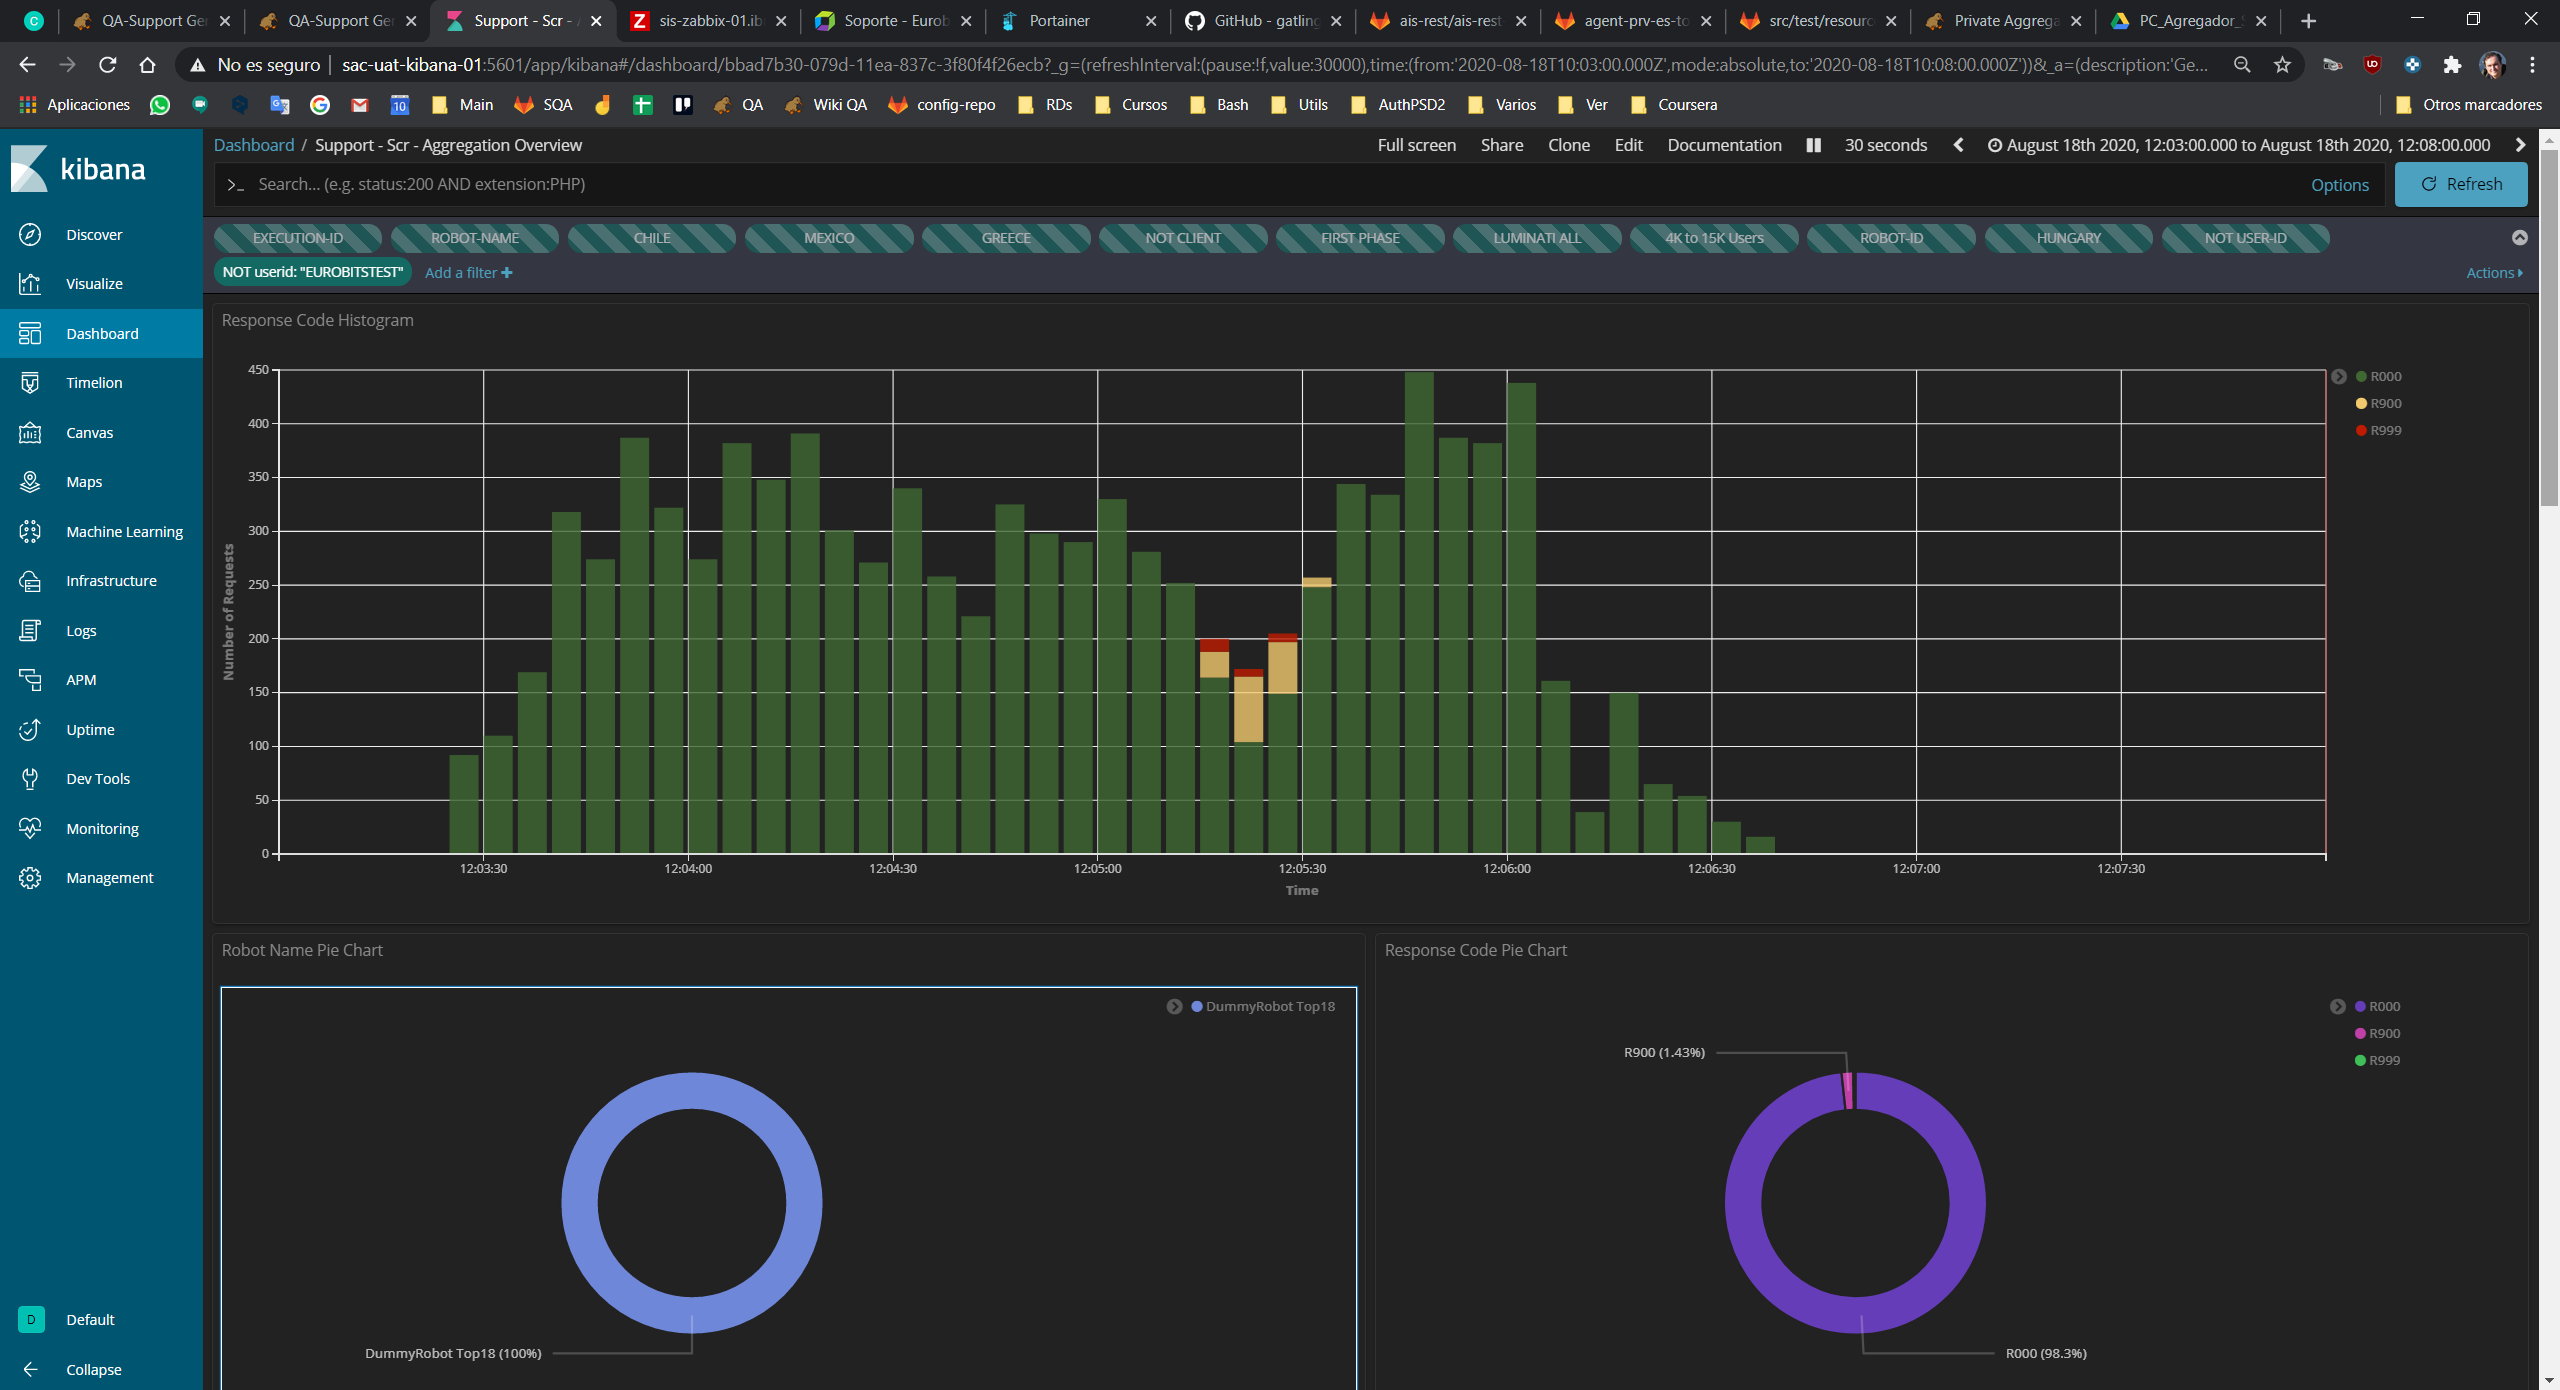 QA-Support Ger
QA-Support Ger
Support - Scr - A
sis-zabbix-01.ib
Soporte - Eurob
Portainer
GitHub - gatling
ais-rest/ais-rest
agent-prv-es-to
src/test/resourc
Private Aggrega
PC_Agregador_S
No es seguro
sac-uat-kibana-01:5601/app/kibana#/dashboard/bbad7b30-079d-11ea-837c-3f80f4f26ecb?_g=(refreshInterval:(pause:!f,value:30000),time:(from:'2020-08-18T10:03:00.000Z',mode:absolute,to:'2020-08-18T10:08:00.000Z'))&_a=(description:'Ge...
Aplicaciones
Main
SQA
QA
Wiki QA
config-repo
RDs
Cursos
Bash
Utils
AuthPSD2
Varios
Ver
Coursera
Otros marcadores
kibana
Discover
Visualize
Dashboard
Timelion
Canvas
Maps
Machine Learning
Infrastructure
Logs
APM
Uptime
Dev Tools
Monitoring
Management
D Default
Collapse
Dashboard / Support - Scr - Aggregation Overview
Full screen
Share
Clone
Edit
Documentation
30 seconds
August 18th 2020, 12:03:00.000 to August 18th 2020, 12:08:00.000
>_ Search... (e.g. status:200 AND extension:PHP)
Options
Refresh
EXECUTION-ID
ROBOT-NAME
CHILE
MEXICO
GREECE
NOT CLIENT
FIRST PHASE
LUMINATI ALL
4K to 15K Users
ROBOT-ID
HUNGARY
NOT USER-ID
NOT userid: "EUROBITSTEST"
Add a filter +
Actions
Response Code Histogram
450
400
350
300
250
200
150
100
50
0
Number of Requests
12:03:30
12:04:00
12:04:30
12:05:00
12:05:30
12:06:00
12:06:30
12:07:00
12:07:30
Time
R000
R900
R999
Robot Name Pie Chart
DummyRobot Top18
DummyRobot Top18 (100%)
Response Code Pie Chart
R000
R900
R999
R900 (1.43%)
R000 (98.3%)